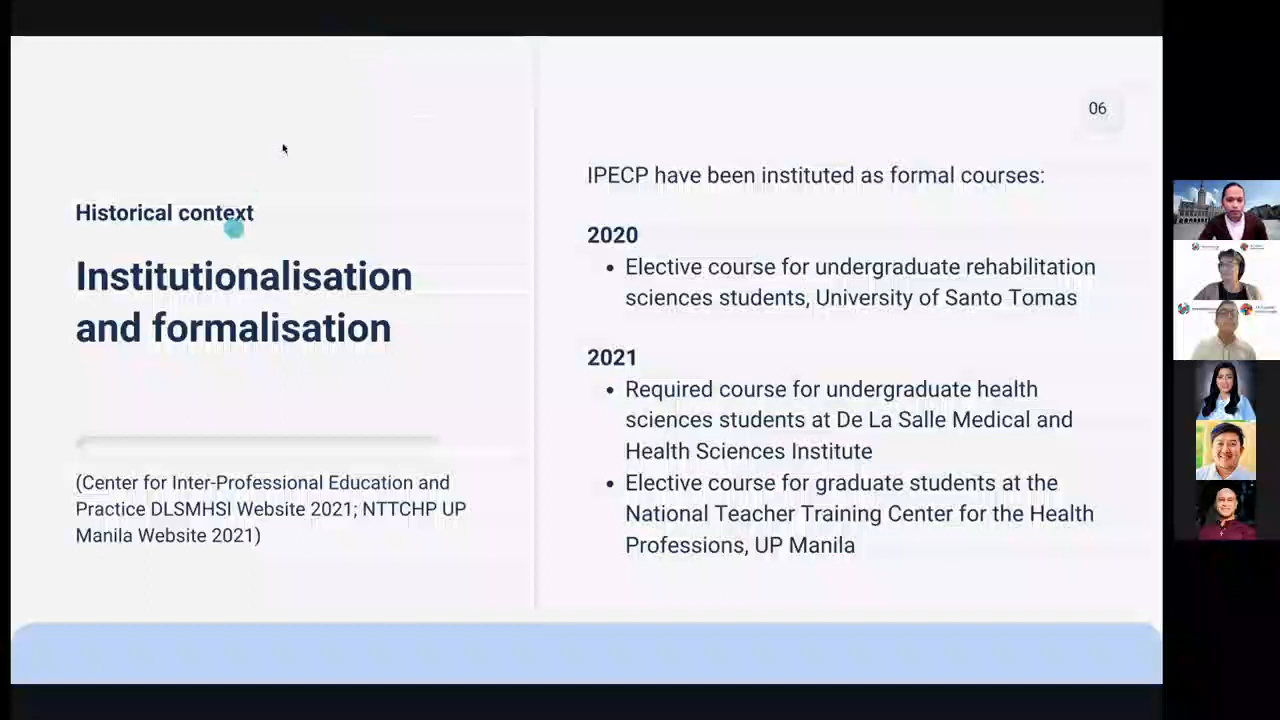 06
Historical context
Institutionalisation
and formalisation
(Center for Inter-Professional Education and
Practice DLSMHSI Website 2021; NTTCHP UP
Manila Website 2021)
IPECP have been instituted as formal courses:
2020
• Elective course for undergraduate rehabilitation
sciences students, University of Santo Tomas
2021
• Required course for undergraduate health
sciences students at De La Salle Medical and
Health Sciences Institute
• Elective course for graduate students at the
National Teacher Training Center for the Health
Professions, UP Manila